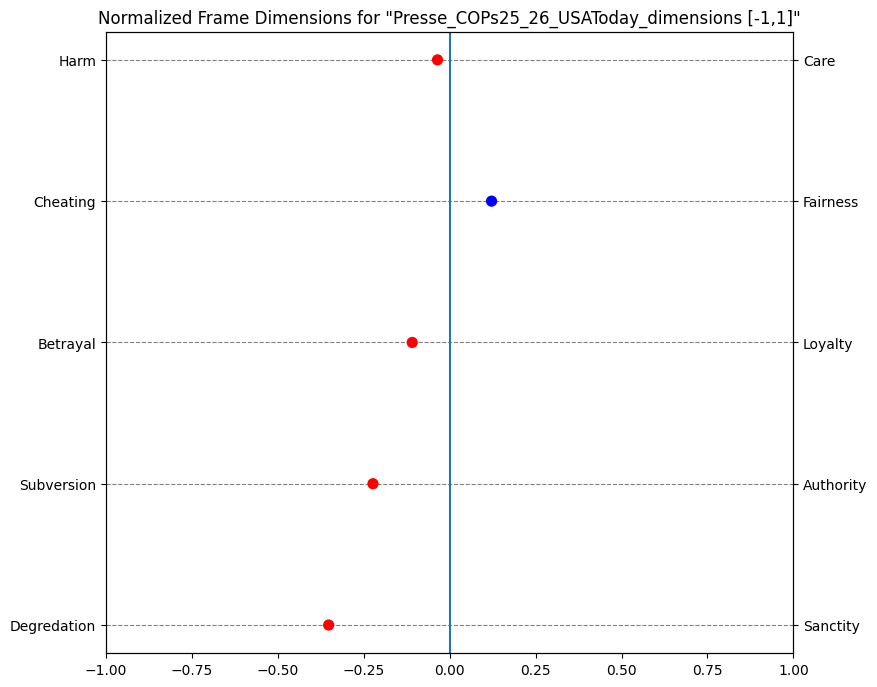 Normalized Frame Dimensions for "Presse_COPs25_26_USAToday_dimensions [-1,1]"
Harm Care
Cheating Fairness
Betrayal Loyalty
Subversion Authority
Degredation Sanctity
−1.00 −0.75 −0.50 −0.25 0.00 0.25 0.50 0.75 1.00